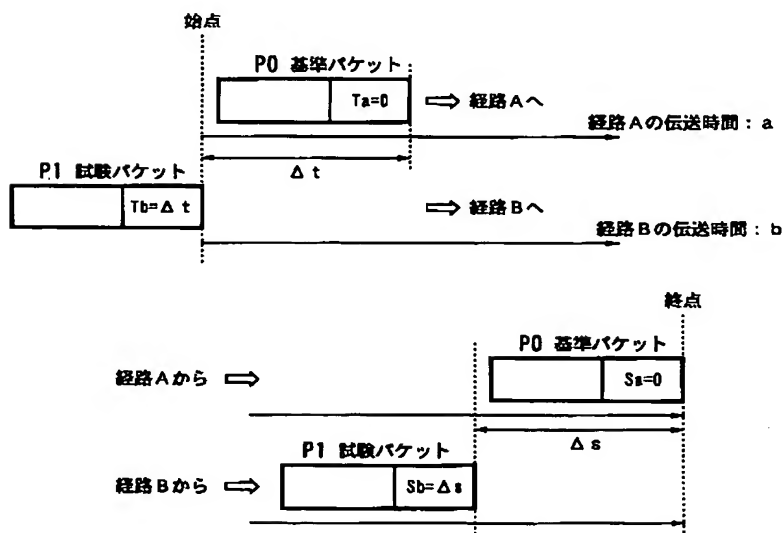 始点
P0 基準パケット
Ta=0
経路Aへ
経路Aの伝送時間：a
Δt
P1 試験パケット
Tb=Δt
経路Bへ
経路Bの伝送時間：b
終点
P0 基準パケット
経路Aから
Sa=0
Δs
P1 試験パケット
経路Bから
Sb=Δs